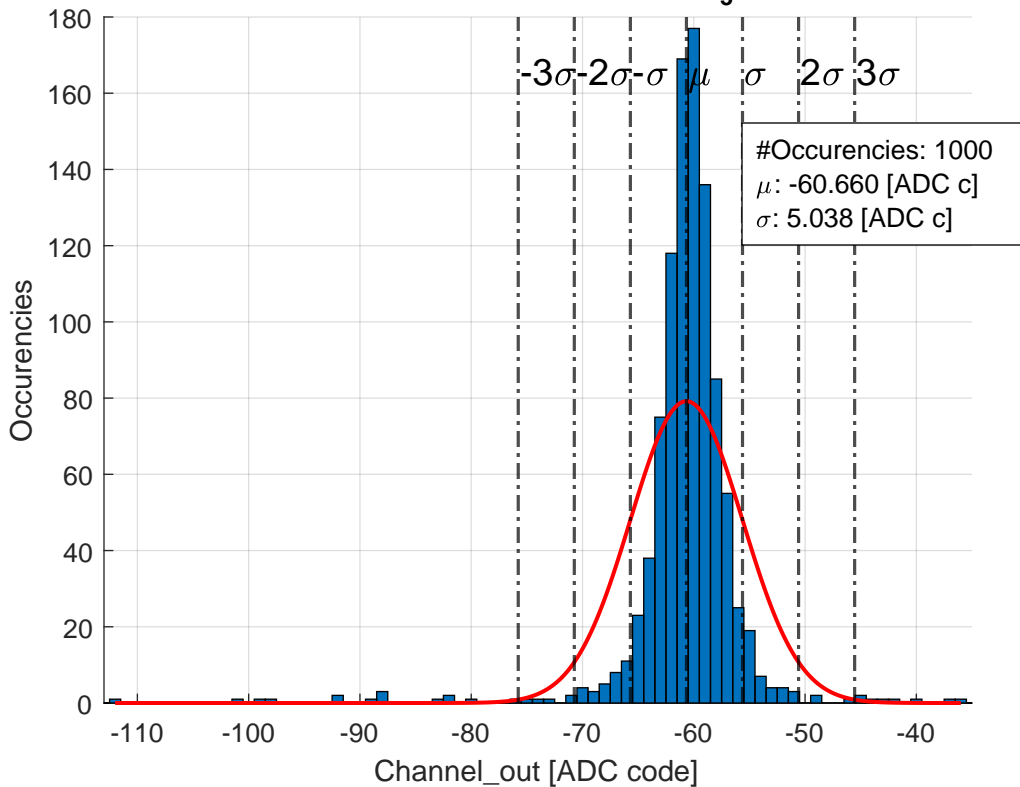 180
160
140
120
100
80
60
40
20
0
Occurencies
-3σ -2σ -σ μ σ 2σ 3σ
#Occurencies: 1000
μ: -60.660 [ADC c]
σ: 5.038 [ADC c]
-110 -100 -90 -80 -70 -60 -50 -40
Channel_out [ADC code]